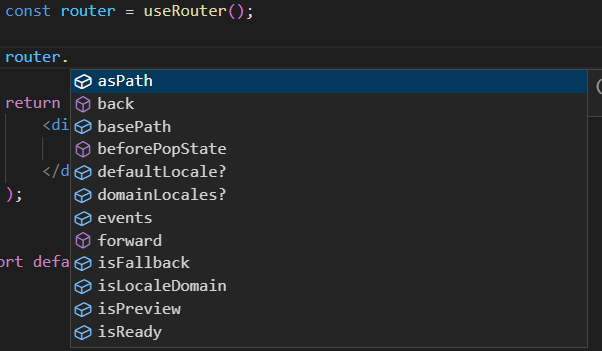 const router = useRouter();
router.
asPath
return
back
<di
basePath
beforePopState
</d
defaultLocale?
);
domainLocales?
events
forward
ort defa
isFallback
isLocaleDomain
isPreview
isReady